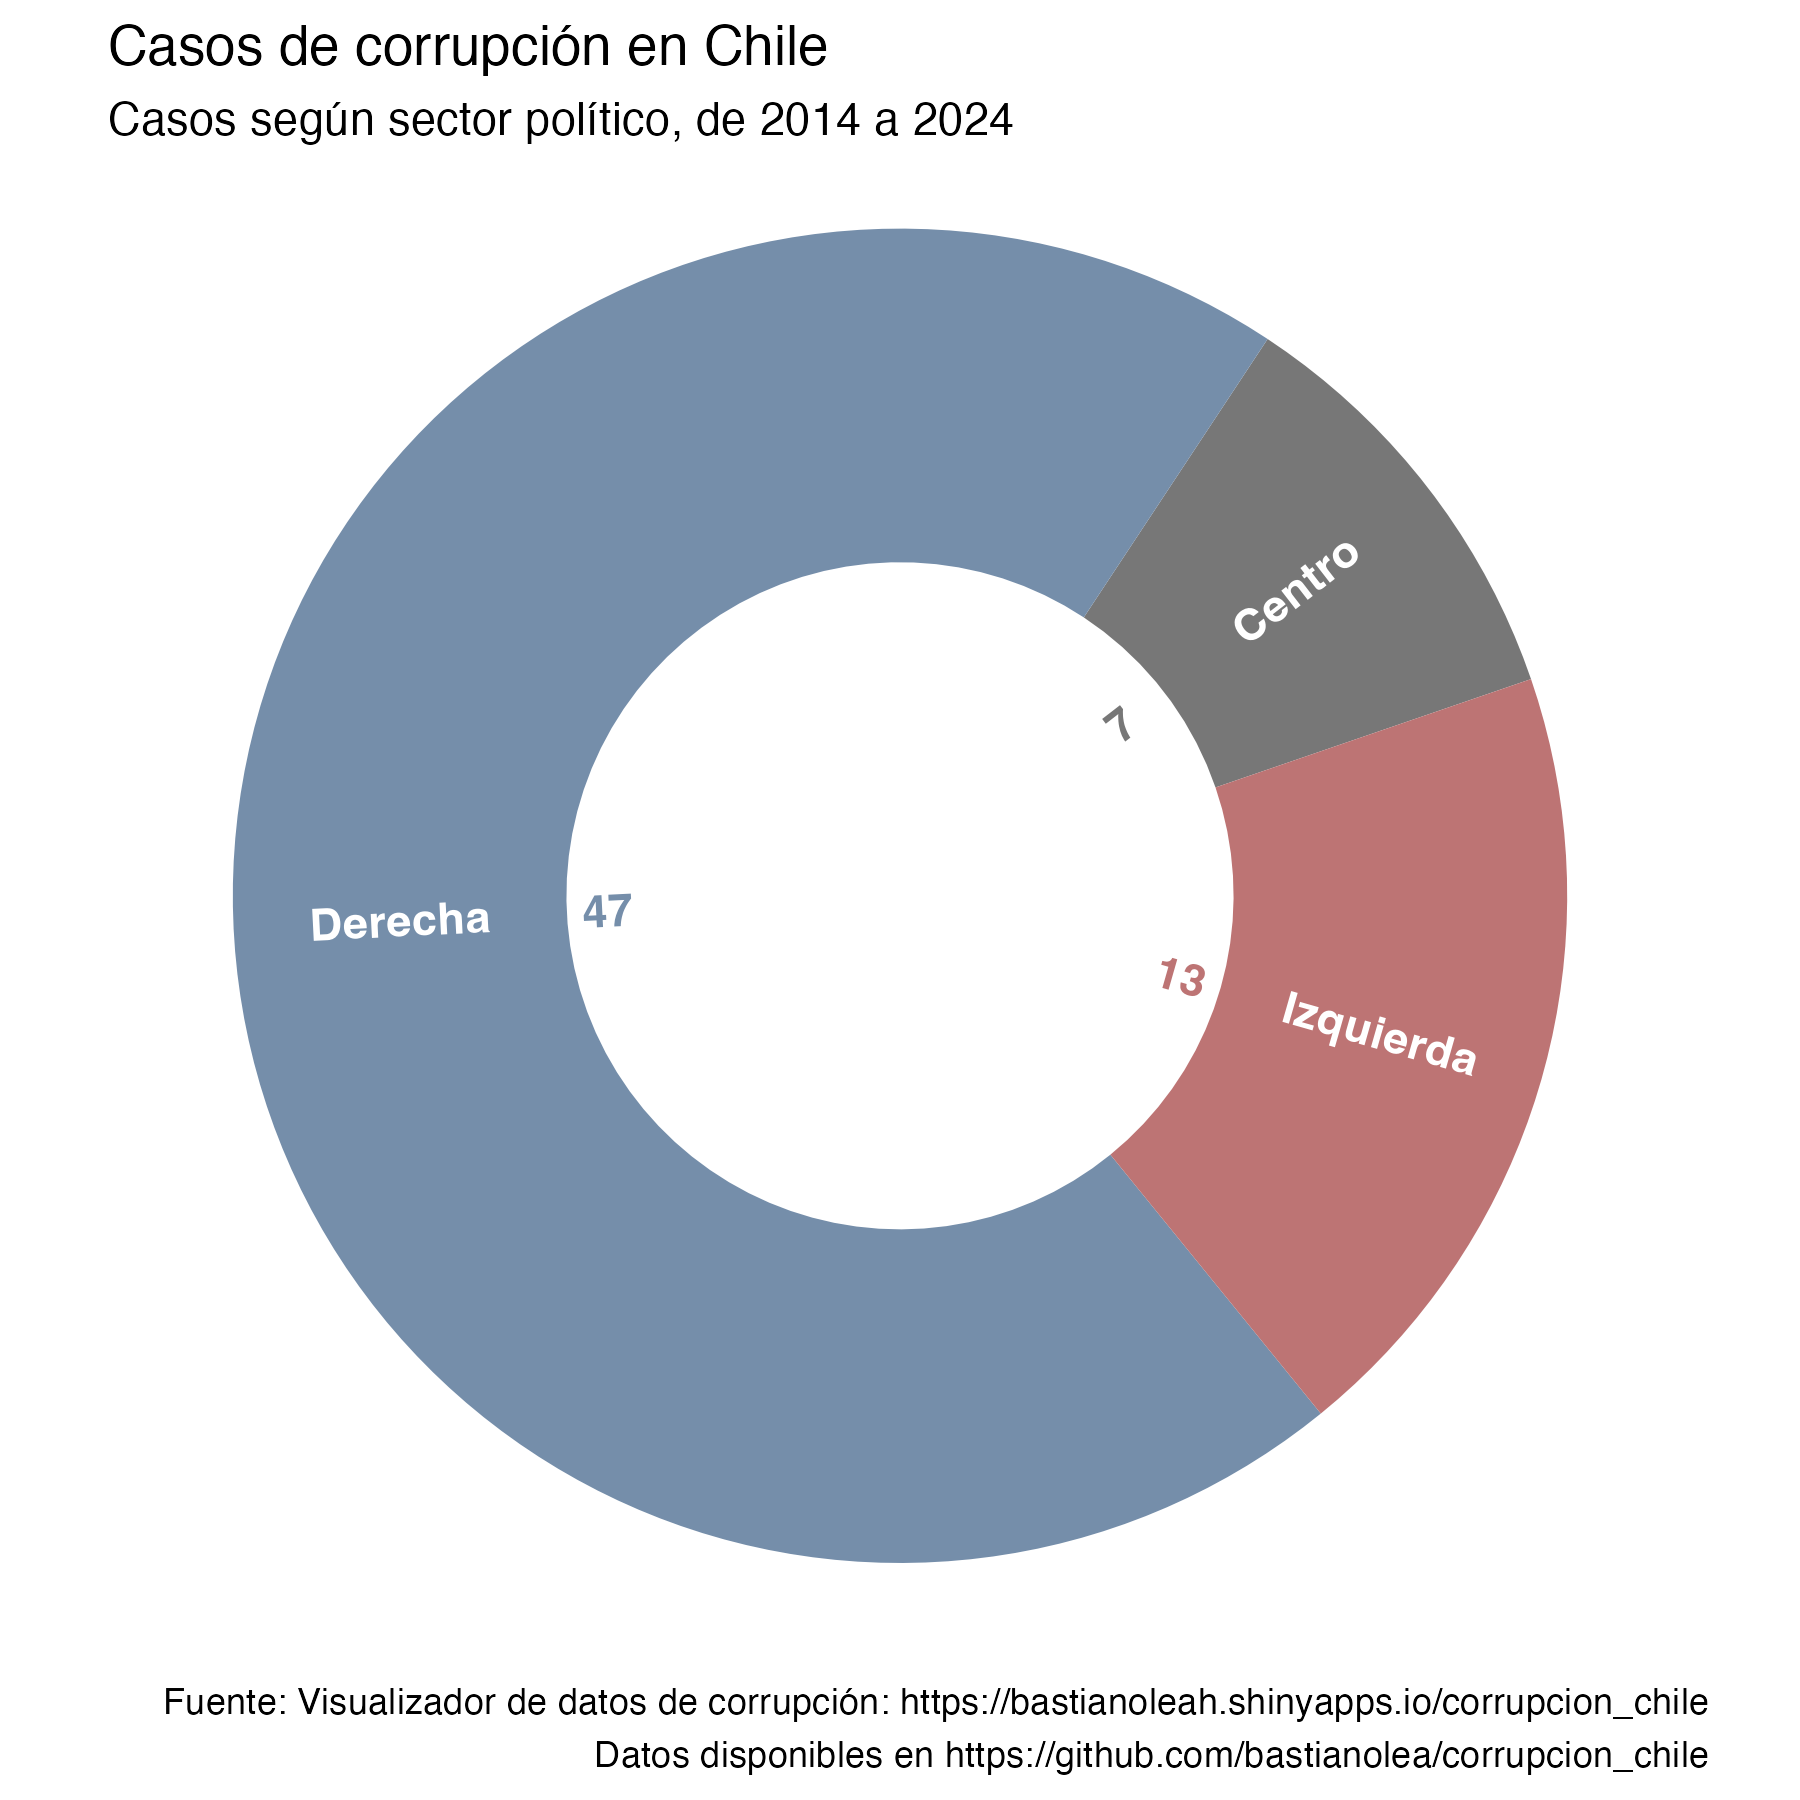 Casos de corrupción en Chile
Casos según sector político, de 2014 a 2024
Centro
7
Derecha
47
13
Izquierda
Fuente: Visualizador de datos de corrupción: https://bastianoleah.shinyapps.io/corrupcion_chile
Datos disponibles en https://github.com/bastianolea/corrupcion_chile